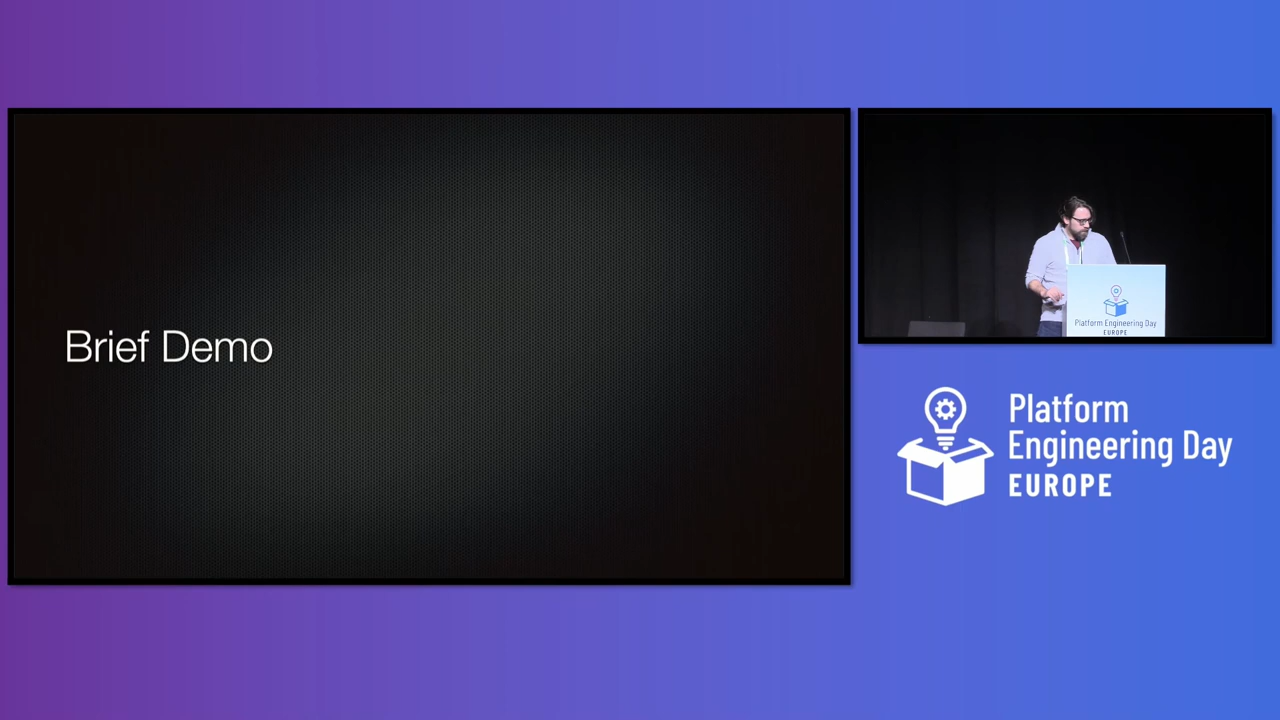 Brief Demo
Platform Engineering Day
EUROPE
Platform
Engineering Day
EUROPE